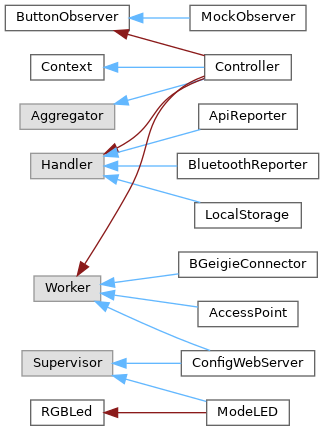 ButtonObserver
MockObserver
Context
Controller
Aggregator
ApiReporter
Handler
BluetoothReporter
LocalStorage
BGeigieConnector
Worker
AccessPoint
Supervisor
ConfigWebServer
RGBLed
ModeLED